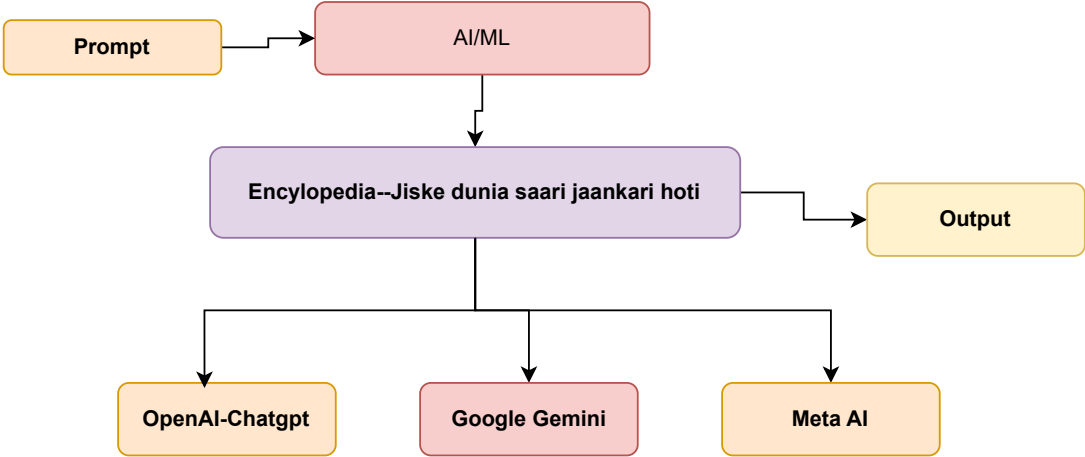 Prompt
AI/ML
Encylopedia--Jiske dunia saari jaankari hoti
Output
OpenAI-Chatgpt
Google Gemini
Meta AI